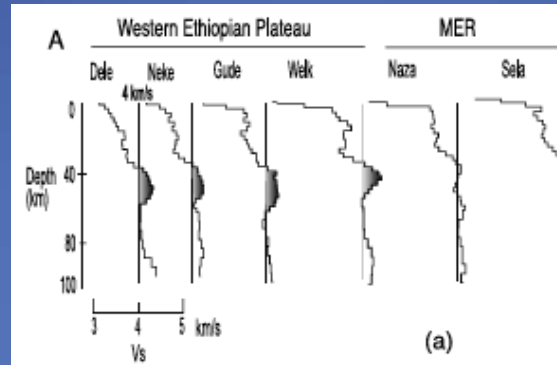 A Western Ethiopian Plateau MER
Dele Neke Gude Welk Naza Sela
4 km/s
0
Depth 40
(km)
80
100
3 4 5 km/s
Vs
(a)